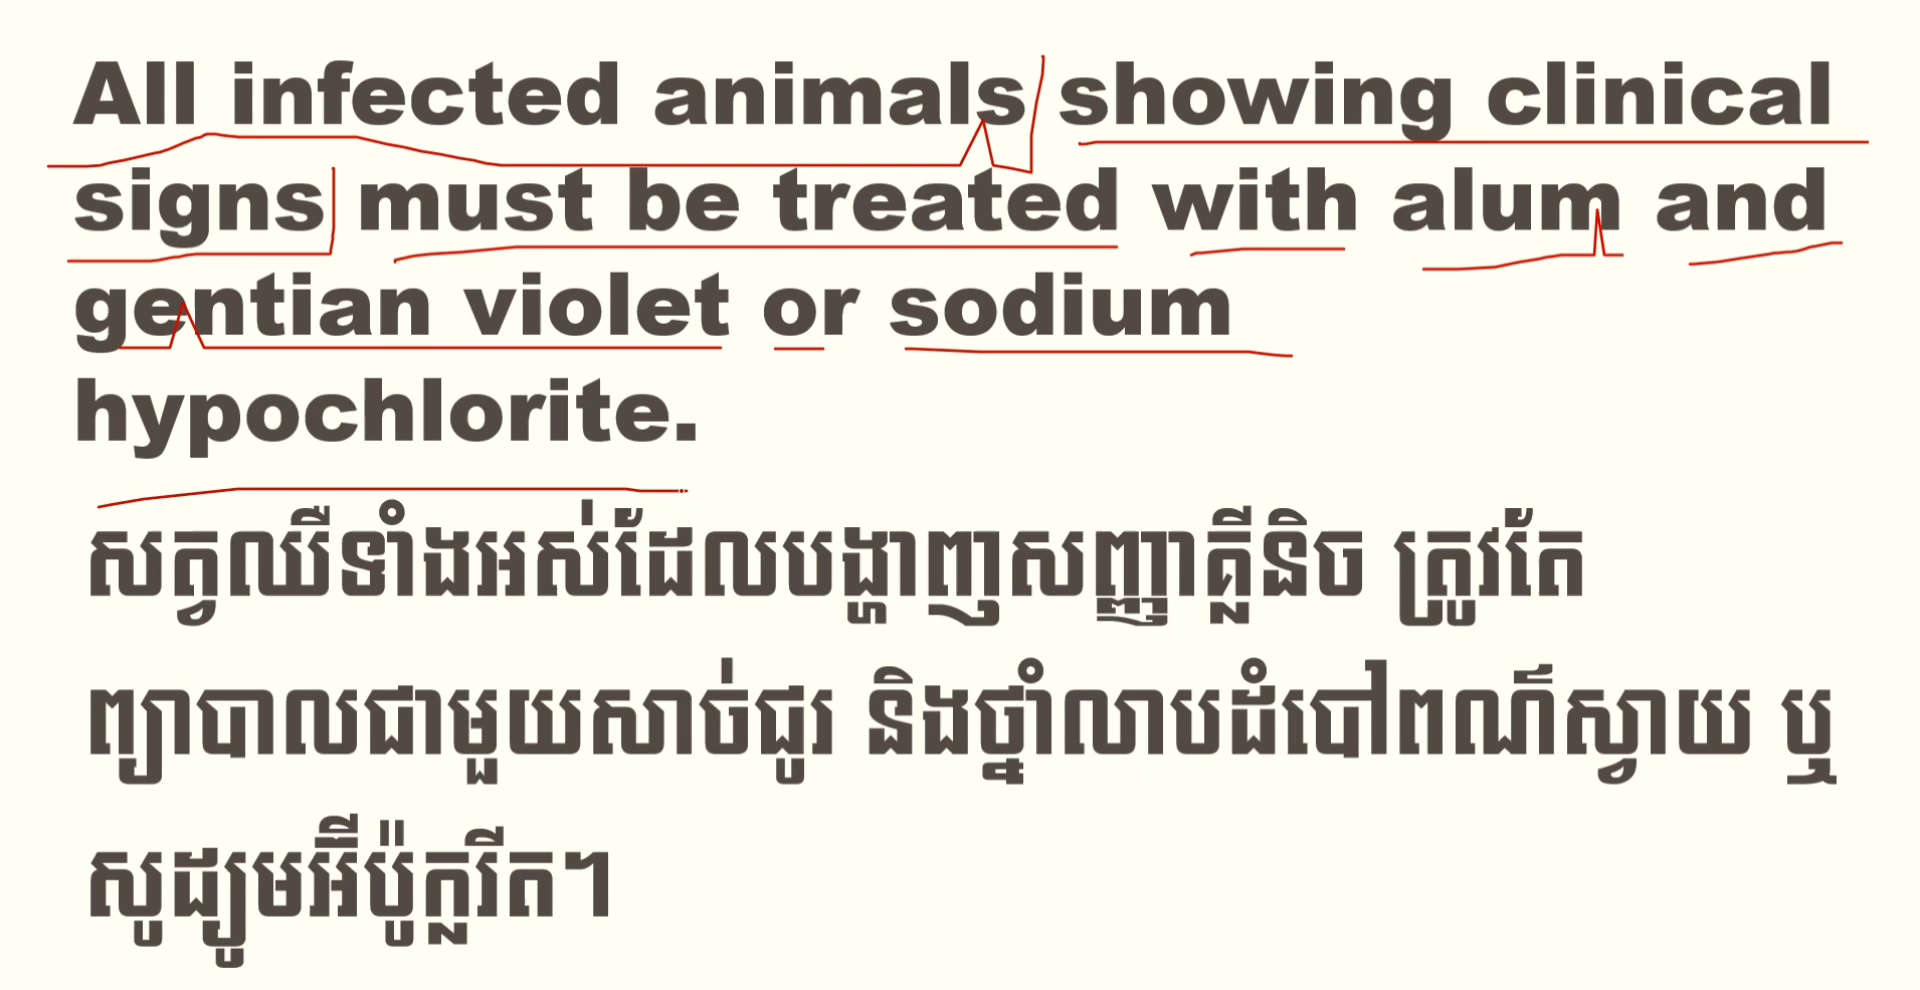 All infected animals showing clinical
signs must be treated with alum and
gentian violet or sodium
hypochlorite.
សត្វឈឺទាំងអស់ដែលបង្ហាញសញ្ញាគ្លីនិច ត្រូវតែ
ព្យាបាលជាមួយសាច់ជូរ និងថ្នាំលាបដំបៅពណ៌ស្វាយ ឬ
សូដ្យូមអ៊ីប៉ូក្លរីត។